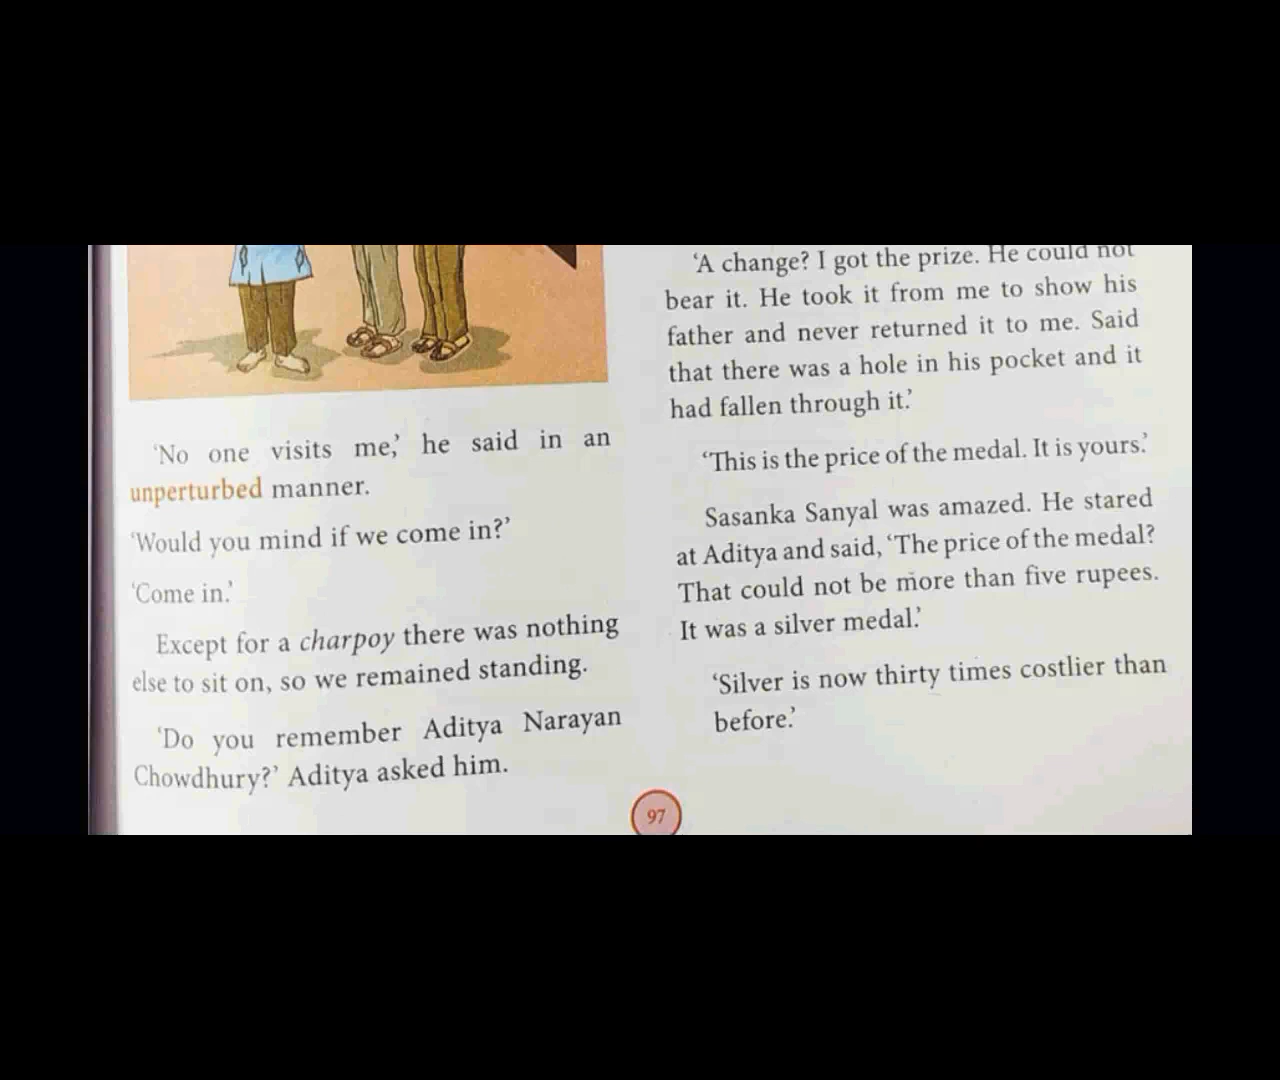 ‘No one visits me,’ he said in an
unperturbed manner.
‘Would you mind if we come in?’
‘Come in.’
Except for a charpoy there was nothing
else to sit on, so we remained standing.
‘Do you remember Aditya Narayan
Chowdhury?’ Aditya asked him.
‘A change? I got the prize. He could not
bear it. He took it from me to show his
father and never returned it to me. Said
that there was a hole in his pocket and it
had fallen through it.’
‘This is the price of the medal. It is yours.’
Sasanka Sanyal was amazed. He stared
at Aditya and said, ‘The price of the medal?
That could not be more than five rupees.
It was a silver medal.’
‘Silver is now thirty times costlier than
before.’
97